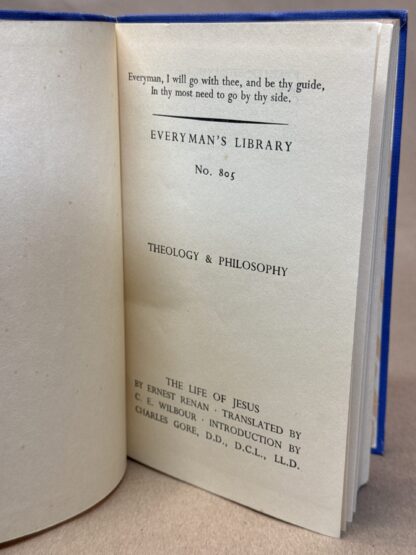 Everyman, I will go with thee, and be thy guide,
In thy most need to go by thy side.
EVERYMAN'S LIBRARY
No. 805
THEOLOGY & PHILOSOPHY
THE LIFE OF JESUS
BY ERNEST RENAN · TRANSLATED BY
C. E. WILBOUR · INTRODUCTION BY
CHARLES GORE, D.D., D.C.L., LL.D.